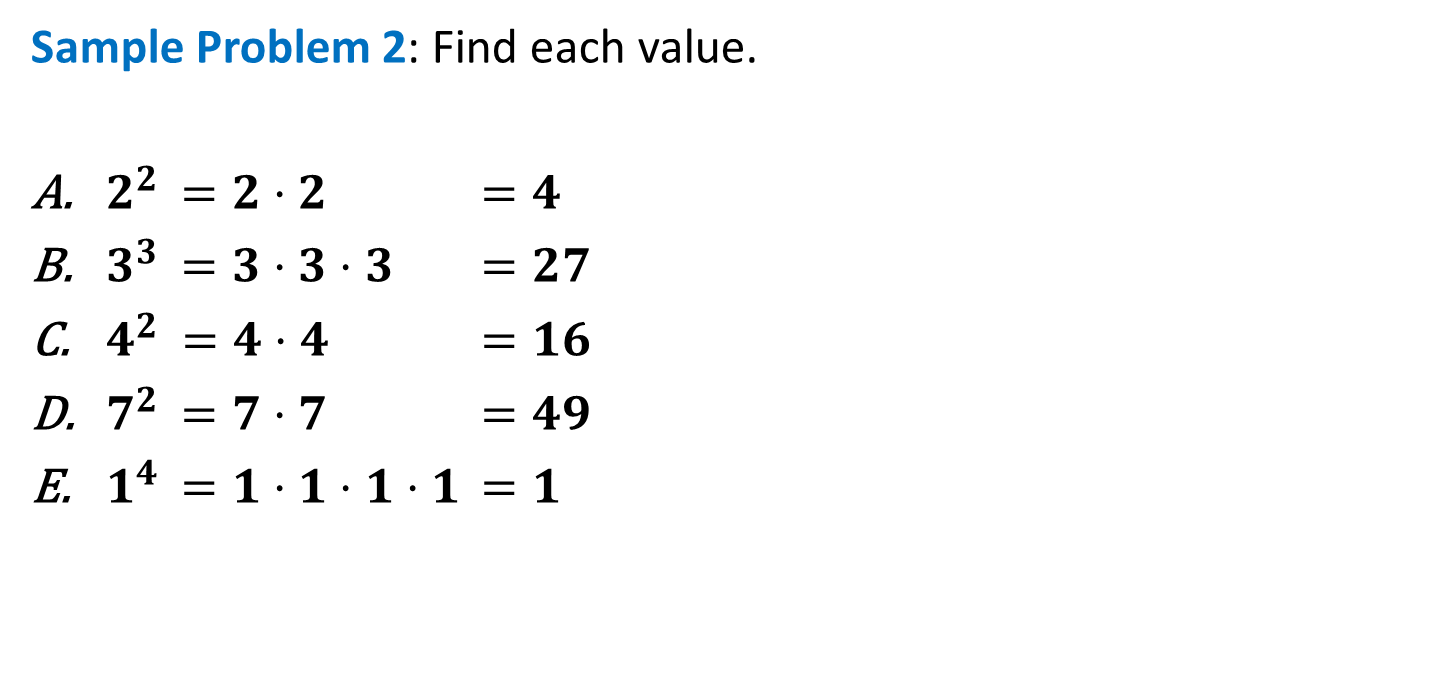 Sample Problem 2: Find each value.
A. 2² = 2 · 2 = 4
B. 3³ = 3 · 3 · 3 = 27
C. 4² = 4 · 4 = 16
D. 7² = 7 · 7 = 49
E. 1⁴ = 1 · 1 · 1 · 1 = 1